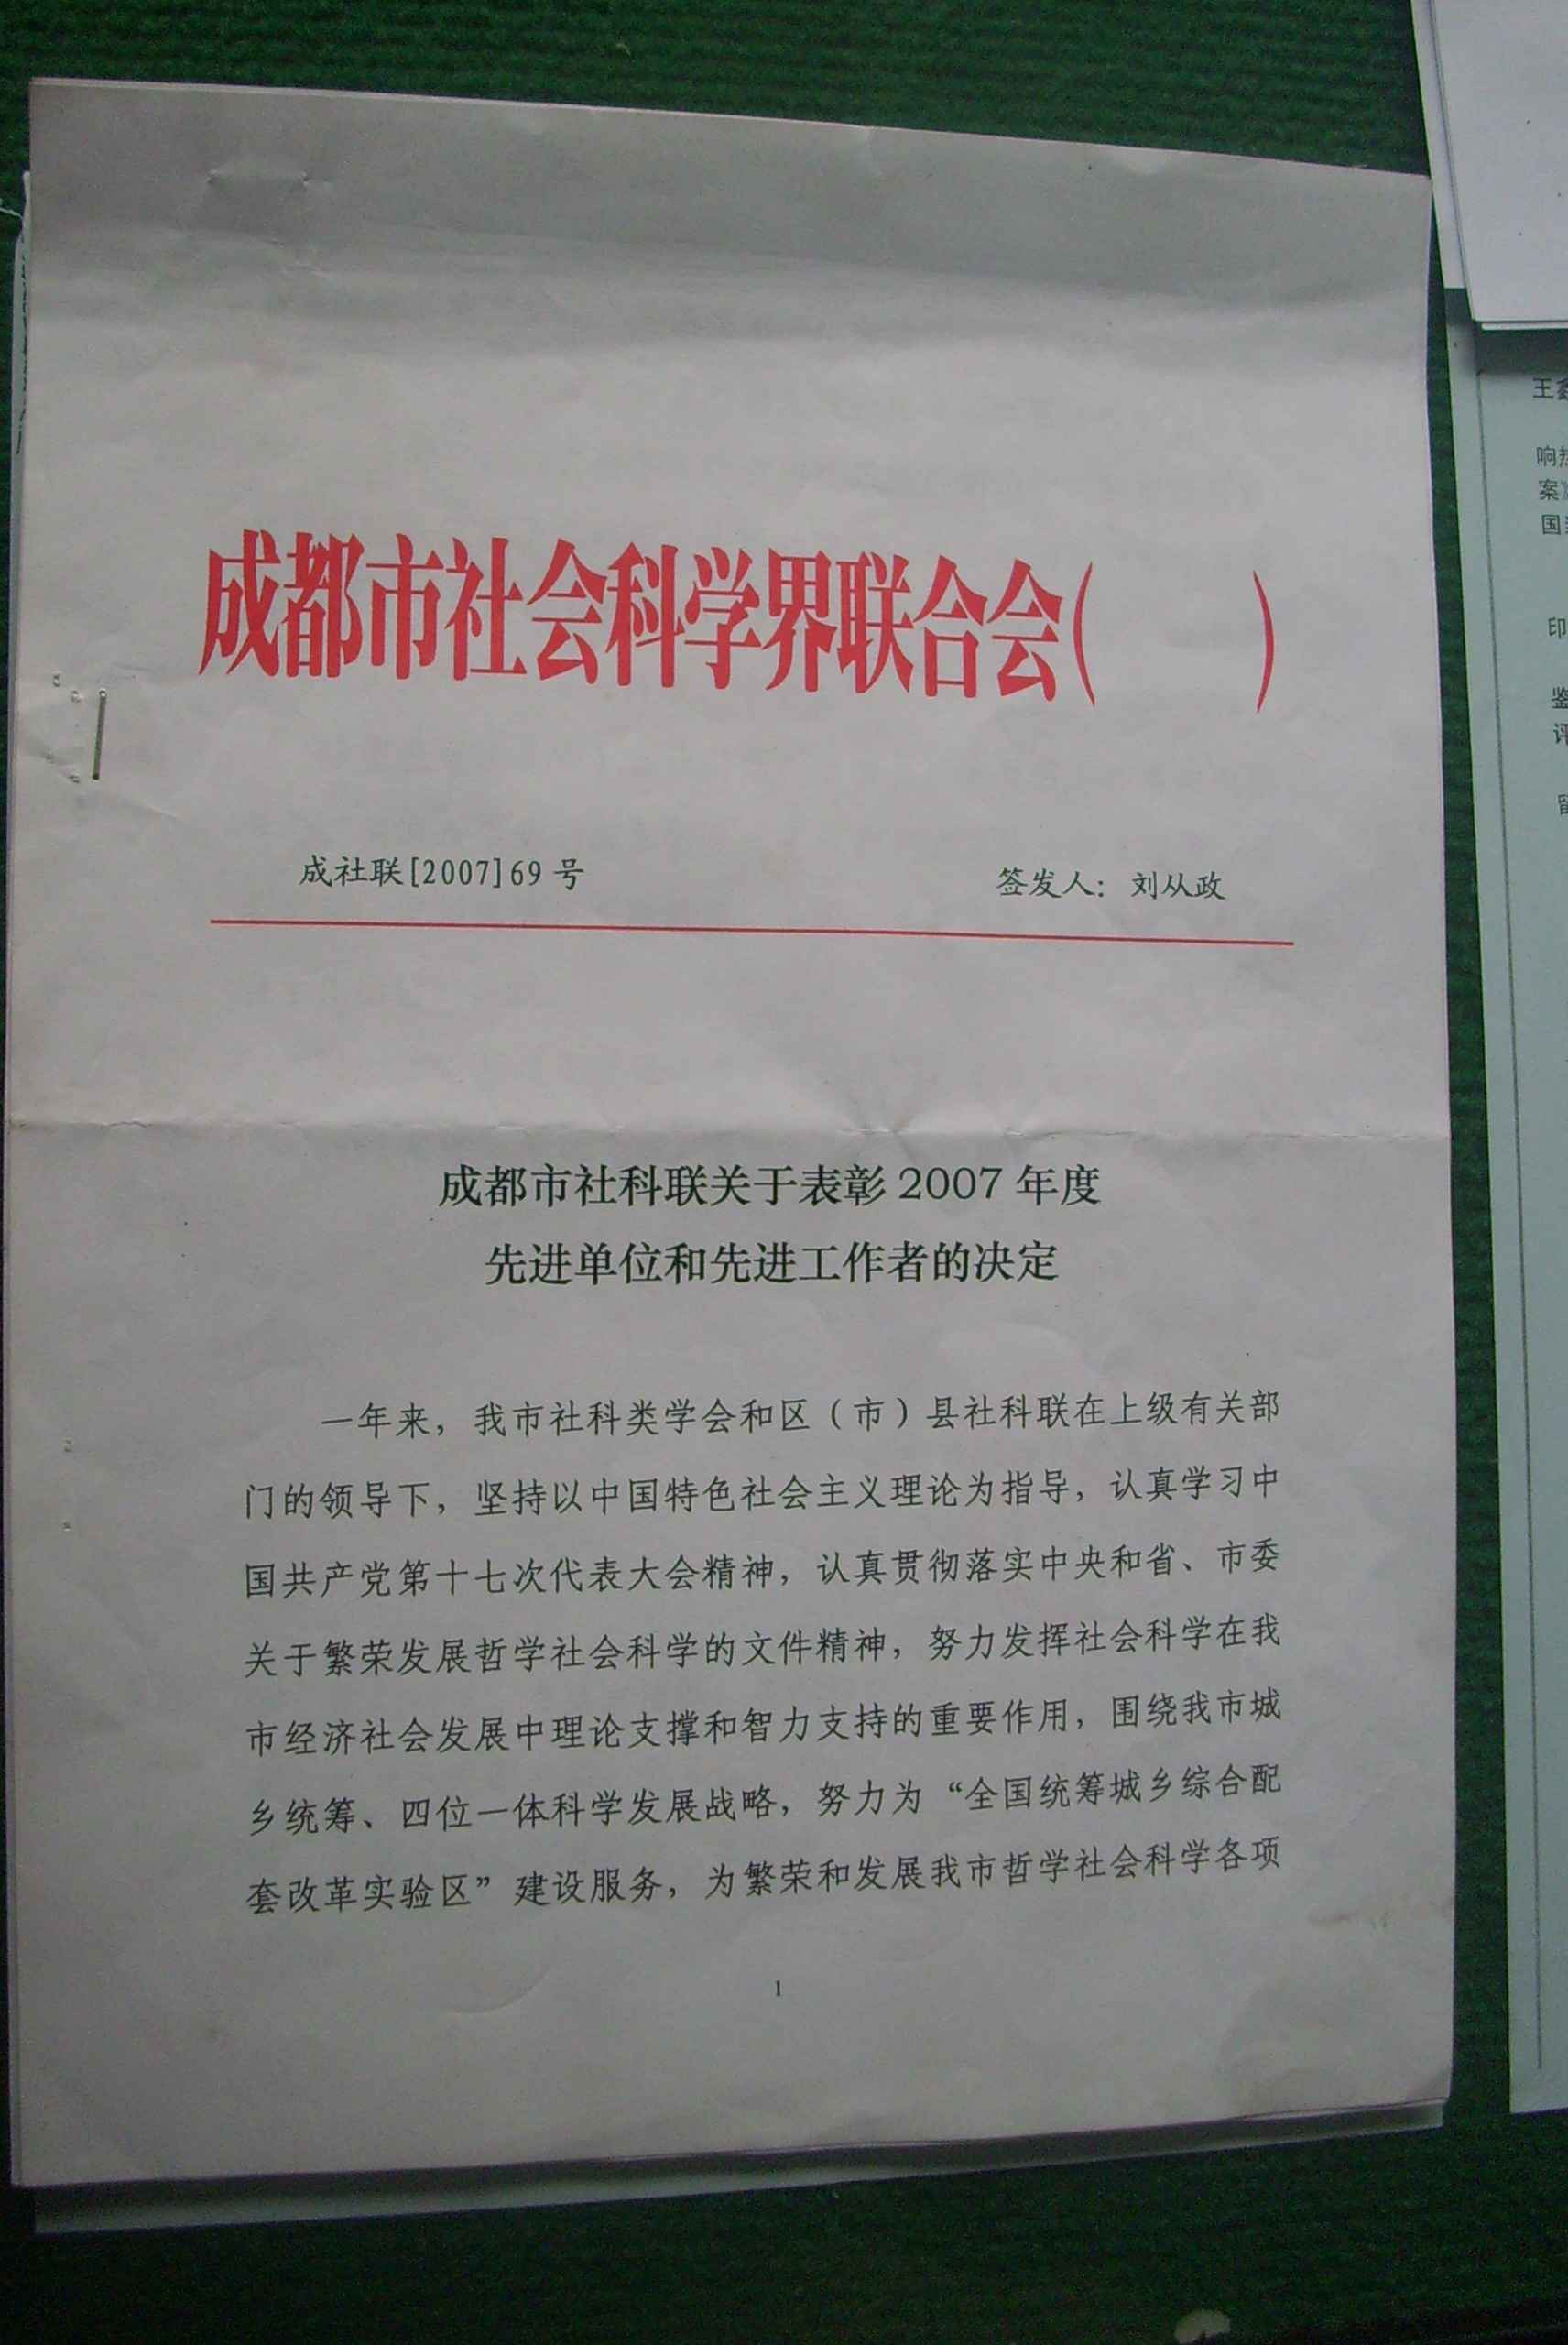 成都市社会科学界联合会(    )
成社联[2007]69 号
签发人：刘从政
成都市社科联关于表彰 2007 年度
先进单位和先进工作者的决定
一年来，我市社科类学会和区（市）县社科联在上级有关部
门的领导下，坚持以中国特色社会主义理论为指导，认真学习中
国共产党第十七次代表大会精神，认真贯彻落实中央和省、市委
关于繁荣发展哲学社会科学的文件精神，努力发挥社会科学在我
市经济社会发展中理论支撑和智力支持的重要作用，围绕我市城
乡统筹、四位一体科学发展战略，努力为“全国统筹城乡综合配
套改革实验区”建设服务，为繁荣和发展我市哲学社会科学各项
1
王
响
案
国
印
鉴
评